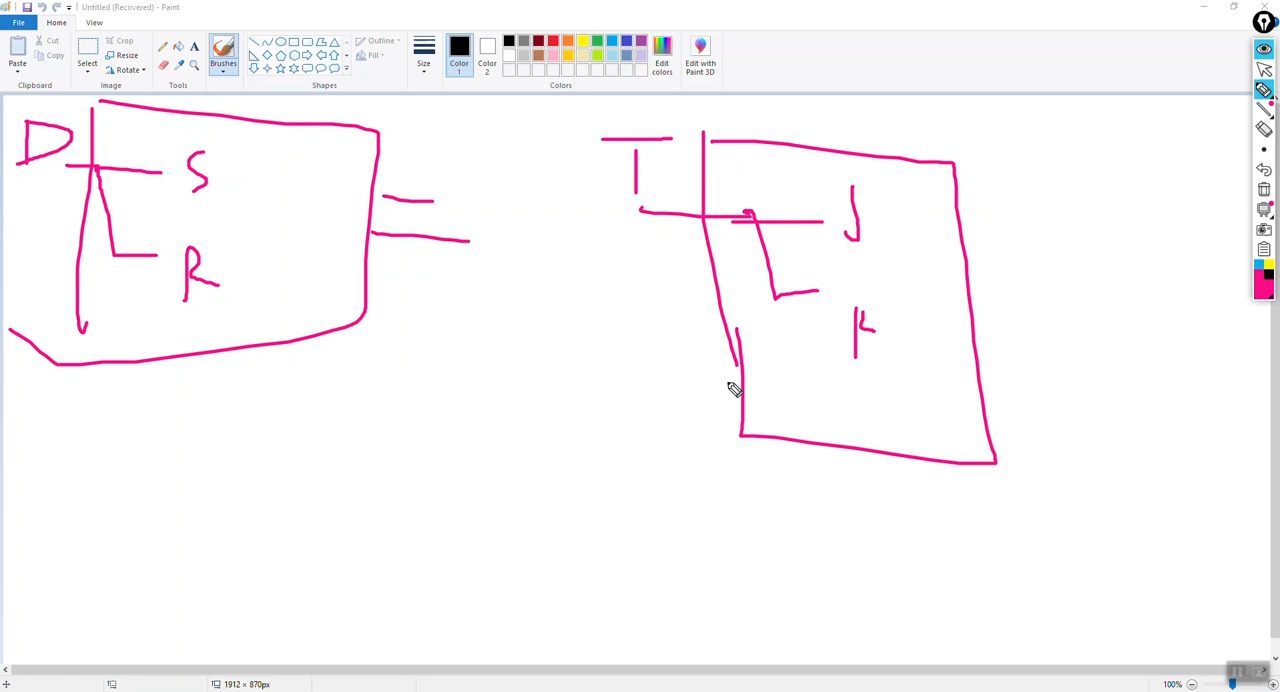 Untitled (Recovered) - Paint
File Home View
Paste
Cut
Copy
Clipboard
Select
Crop
Resize
Rotate
Image
A
Tools
Brushes
Outline
Fill
Shapes
Size
Color 1
Color 2
Edit colors
Colors
Edit with Paint 3D
D
S
R
T
J
K
1912 × 870px
100%